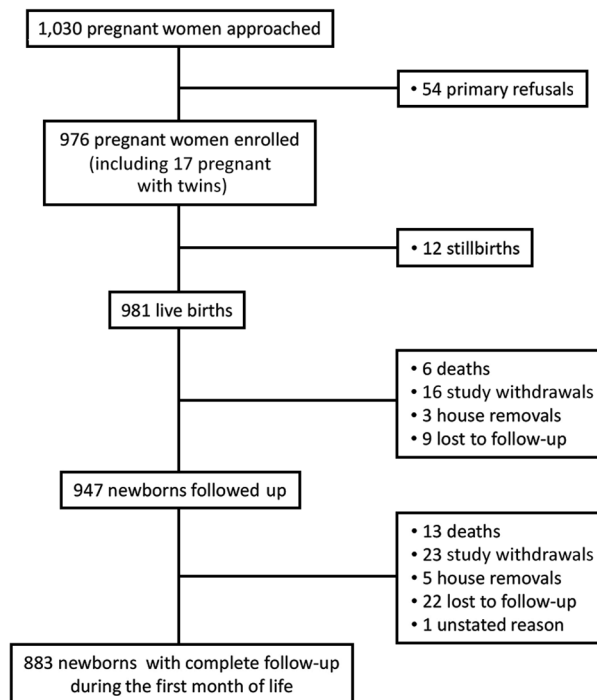 1,030 pregnant women approached
• 54 primary refusals
976 pregnant women enrolled
(including 17 pregnant
with twins)
• 12 stillbirths
981 live births
• 6 deaths
• 16 study withdrawals
• 3 house removals
• 9 lost to follow-up
947 newborns followed up
• 13 deaths
• 23 study withdrawals
• 5 house removals
• 22 lost to follow-up
• 1 unstated reason
883 newborns with complete follow-up
during the first month of life